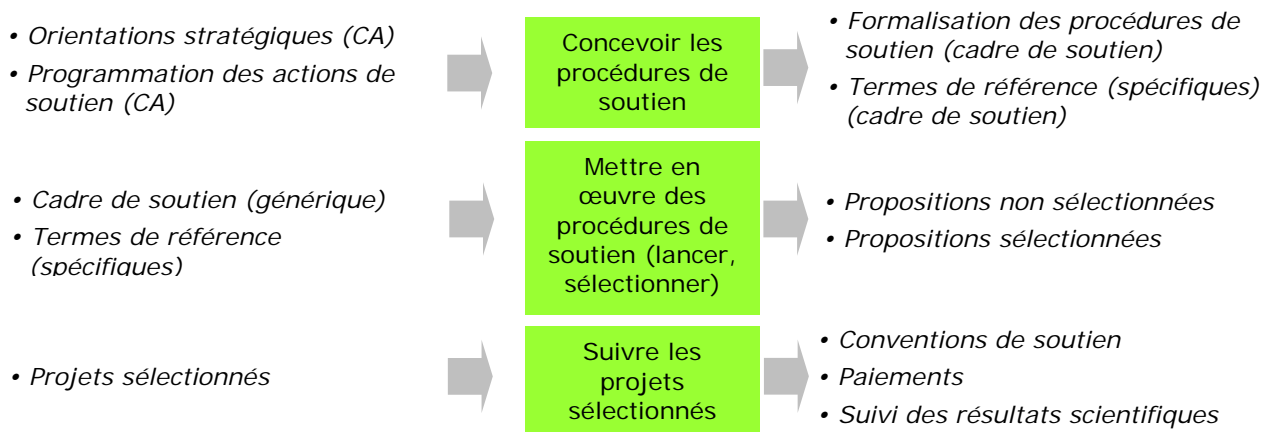 • Orientations stratégiques (CA)
• Programmation des actions de
soutien (CA)
Concevoir les
procédures de
soutien
• Formalisation des procédures de
soutien (cadre de soutien)
• Termes de référence (spécifiques)
(cadre de soutien)
• Cadre de soutien (générique)
• Termes de référence
(spécifiques)
Mettre en
œuvre des
procédures de
soutien (lancer,
sélectionner)
• Propositions non sélectionnées
• Propositions sélectionnées
• Projets sélectionnés
Suivre les
projets
sélectionnés
• Conventions de soutien
• Paiements
• Suivi des résultats scientifiques